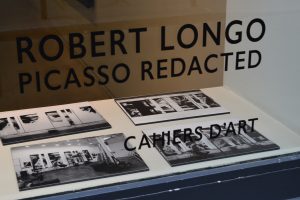 ROBERT LONGO
PICASSO REDACTED
CAHIERS D'ART